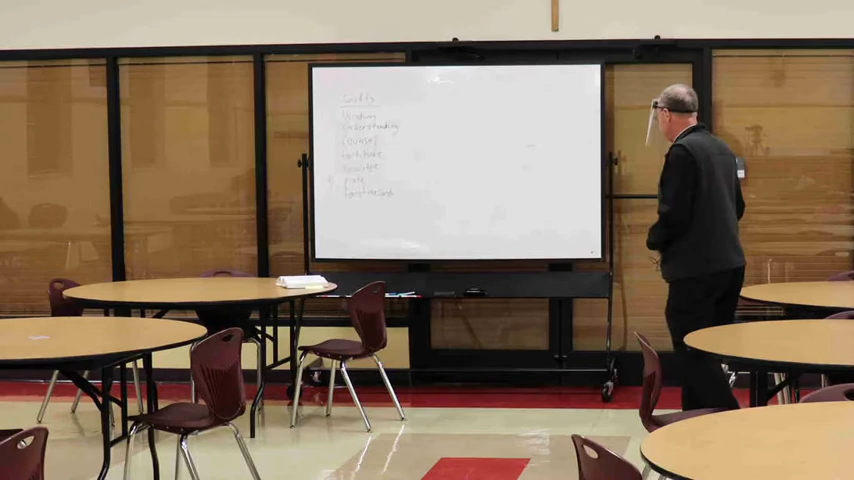 Gifts
Wisdom
Understanding
Counsel
Fortitude
Knowledge
Piety